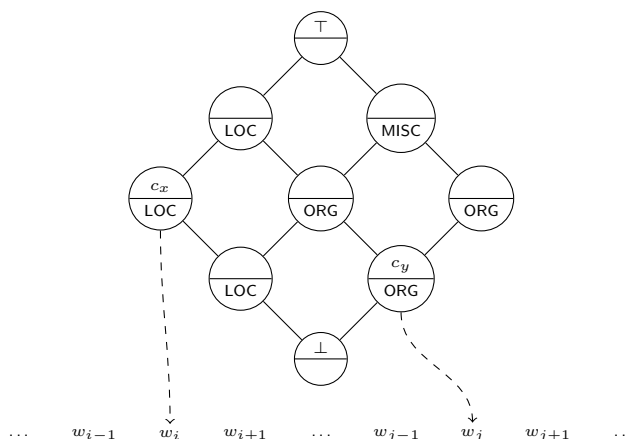 ⊤
LOC MISC
c_x
LOC ORG ORG
c_y
LOC ORG
⊥
… w_{i−1} w_i w_{i+1} … w_{j−1} w_j w_{j+1} …